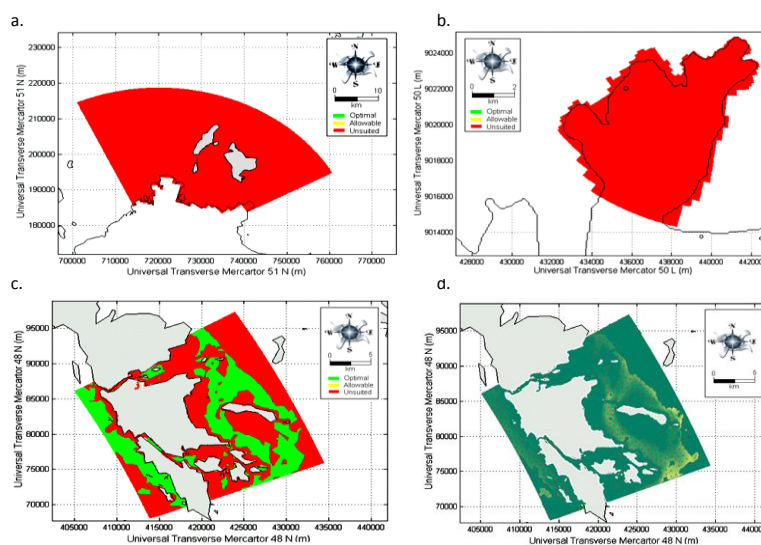 a.
234000
220000
210000
200000
190000
180000
Universal Transverse Mercartor 51 N (m)
N
W
E
S
0 10
km
Optimal
Allowable
Unsuited
700000 710000 720000 730000 740000 750000 760000 770000
Universal Transverse Mercartor 51 N (m)
b.
9024000
9022000
9020000
9018000
9016000
9014000
Universal Transverse Mercartor 50 L (m)
N
W
E
S
0 2
km
Optimal
Allowable
Unsuited
428000 430000 432000 434000 436000 438000 440000 442000
Universal Transverse Mercartor 50 L (m)
c.
95000
90000
85000
80000
75000
70000
Universal Transverse Mercartor 48 N (m)
N
W
E
S
0 5
km
Optimal
Allowable
Unsuited
405000 410000 415000 420000 425000 430000 435000 440000
Universal Transverse Mercartor 48 N (m)
d.
95000
90000
85000
80000
75000
70000
Universal Transverse Mercartor 48 N (m)
N
W
E
S
0 5
km
405000 413000 420000 425000 430000 435000 44000
Universal Transverse Mercartor 48 N (m)